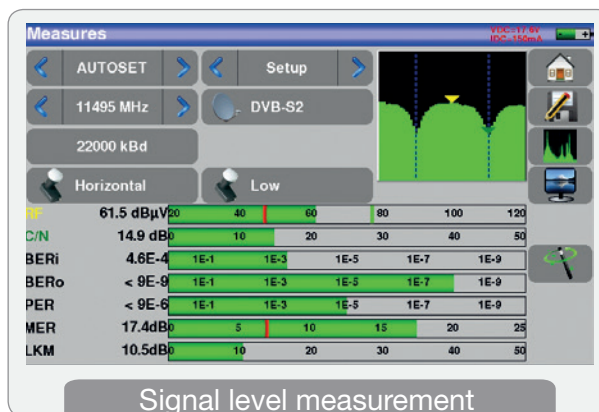 Measures
VDC=17.6V
IDC=150mA
AUTOSET Setup
11495 MHz DVB-S2
22000 kBd
Horizontal Low
RF 61.5 dBµV 20 40 60 80 100 120
C/N 14.9 dB 0 10 20 30 40 50
BERi 4.6E-4 1E-1 1E-3 1E-5 1E-7 1E-9
BERo < 9E-9 1E-1 1E-3 1E-5 1E-7 1E-9
PER < 9E-6 1E-1 1E-3 1E-5 1E-7 1E-9
MER 17.4dB 0 5 10 15 20 25
LKM 10.5dB 0 10 20 30 40 50
Signal level measurement